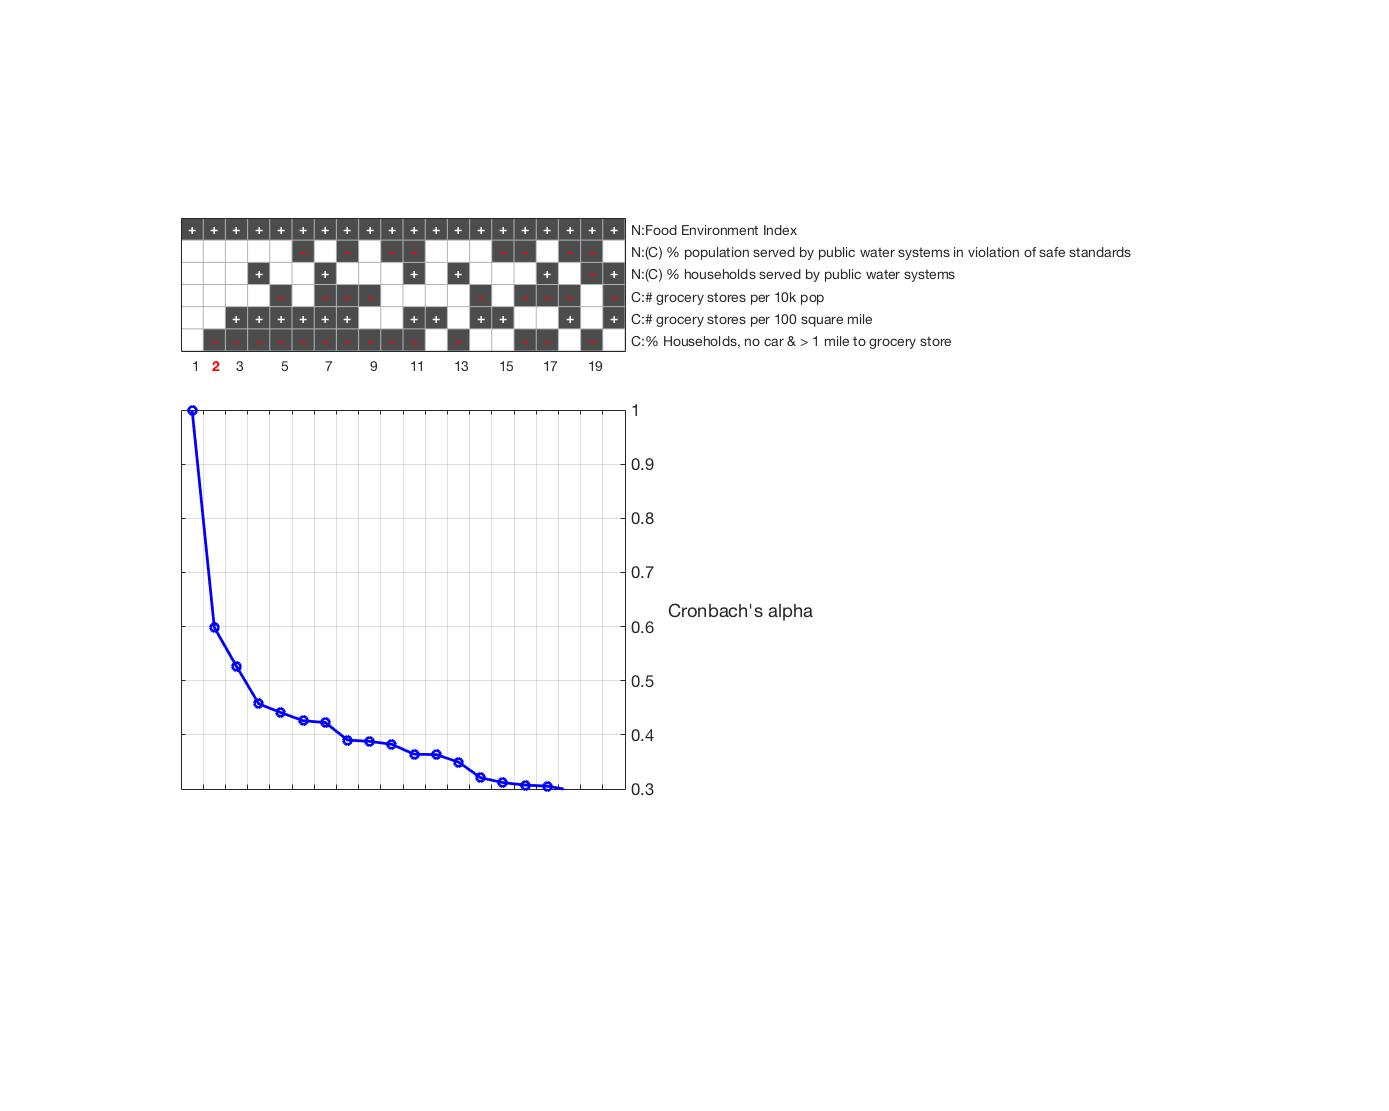 + + + + + + + + + + + + + + + + + + + + N:Food Environment Index
- - - - - - - - N:(C) % population served by public water systems in violation of safe standards
+ + + + + - + N:(C) % households served by public water systems
- - - - - - - - - C:# grocery stores per 10k pop
+ + + + + + + + + + + + C:# grocery stores per 100 square mile
- - - - - - - - - - - - - - C:% Households, no car & > 1 mile to grocery store
1 2 3 5 7 9 11 13 15 17 19
1
0.9
0.8
0.7
Cronbach's alpha
0.6
0.5
0.4
0.3